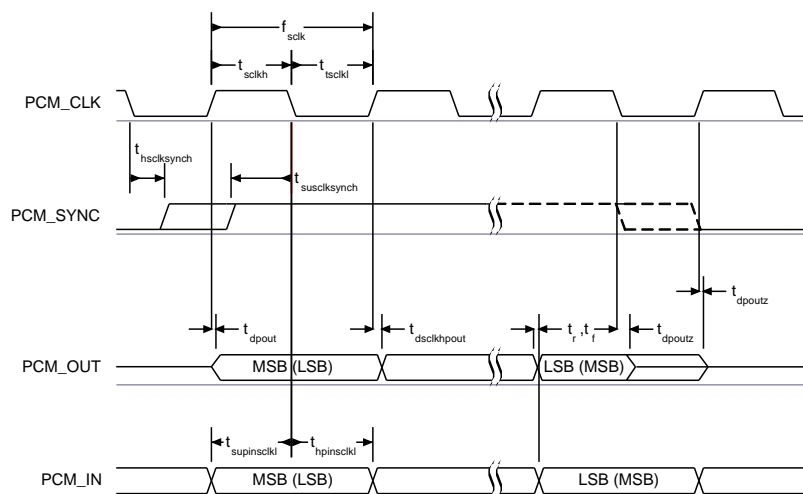 f sclk
t sclkh
t tsclkl
PCM_CLK
t hsclksynch
t susclksynch
PCM_SYNC
t dpoutz
t dpout
t dsclkhpout
t r ,t f
t dpoutz
PCM_OUT
MSB (LSB)
LSB (MSB)
t supinsclkl
t hpinsclkl
PCM_IN
MSB (LSB)
LSB (MSB)